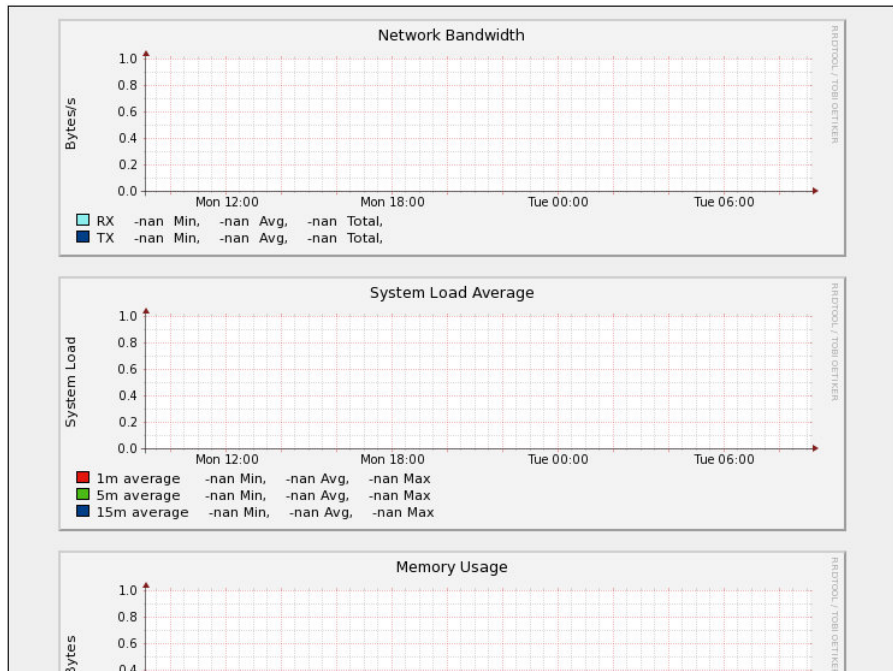 Network Bandwidth
RRDTOOL / TOBI OETIKER
Bytes/s
1.0
0.8
0.6
0.4
0.2
0.0
Mon 12:00 Mon 18:00 Tue 00:00 Tue 06:00
RX -nan Min, -nan Avg, -nan Total,
TX -nan Min, -nan Avg, -nan Total,
System Load Average
RRDTOOL / TOBI OETIKER
System Load
1.0
0.8
0.6
0.4
0.2
0.0
Mon 12:00 Mon 18:00 Tue 00:00 Tue 06:00
1m average -nan Min, -nan Avg, -nan Max
5m average -nan Min, -nan Avg, -nan Max
15m average -nan Min, -nan Avg, -nan Max
Memory Usage
RRDTOOL / TOBI OETIKE
Bytes
1.0
0.8
0.6
0.4